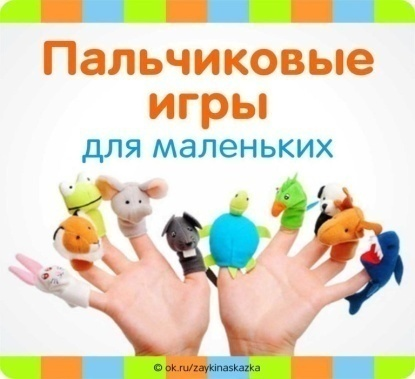 Пальчиковые
игры
для маленьких
© ok.ru/zaykinaskazka